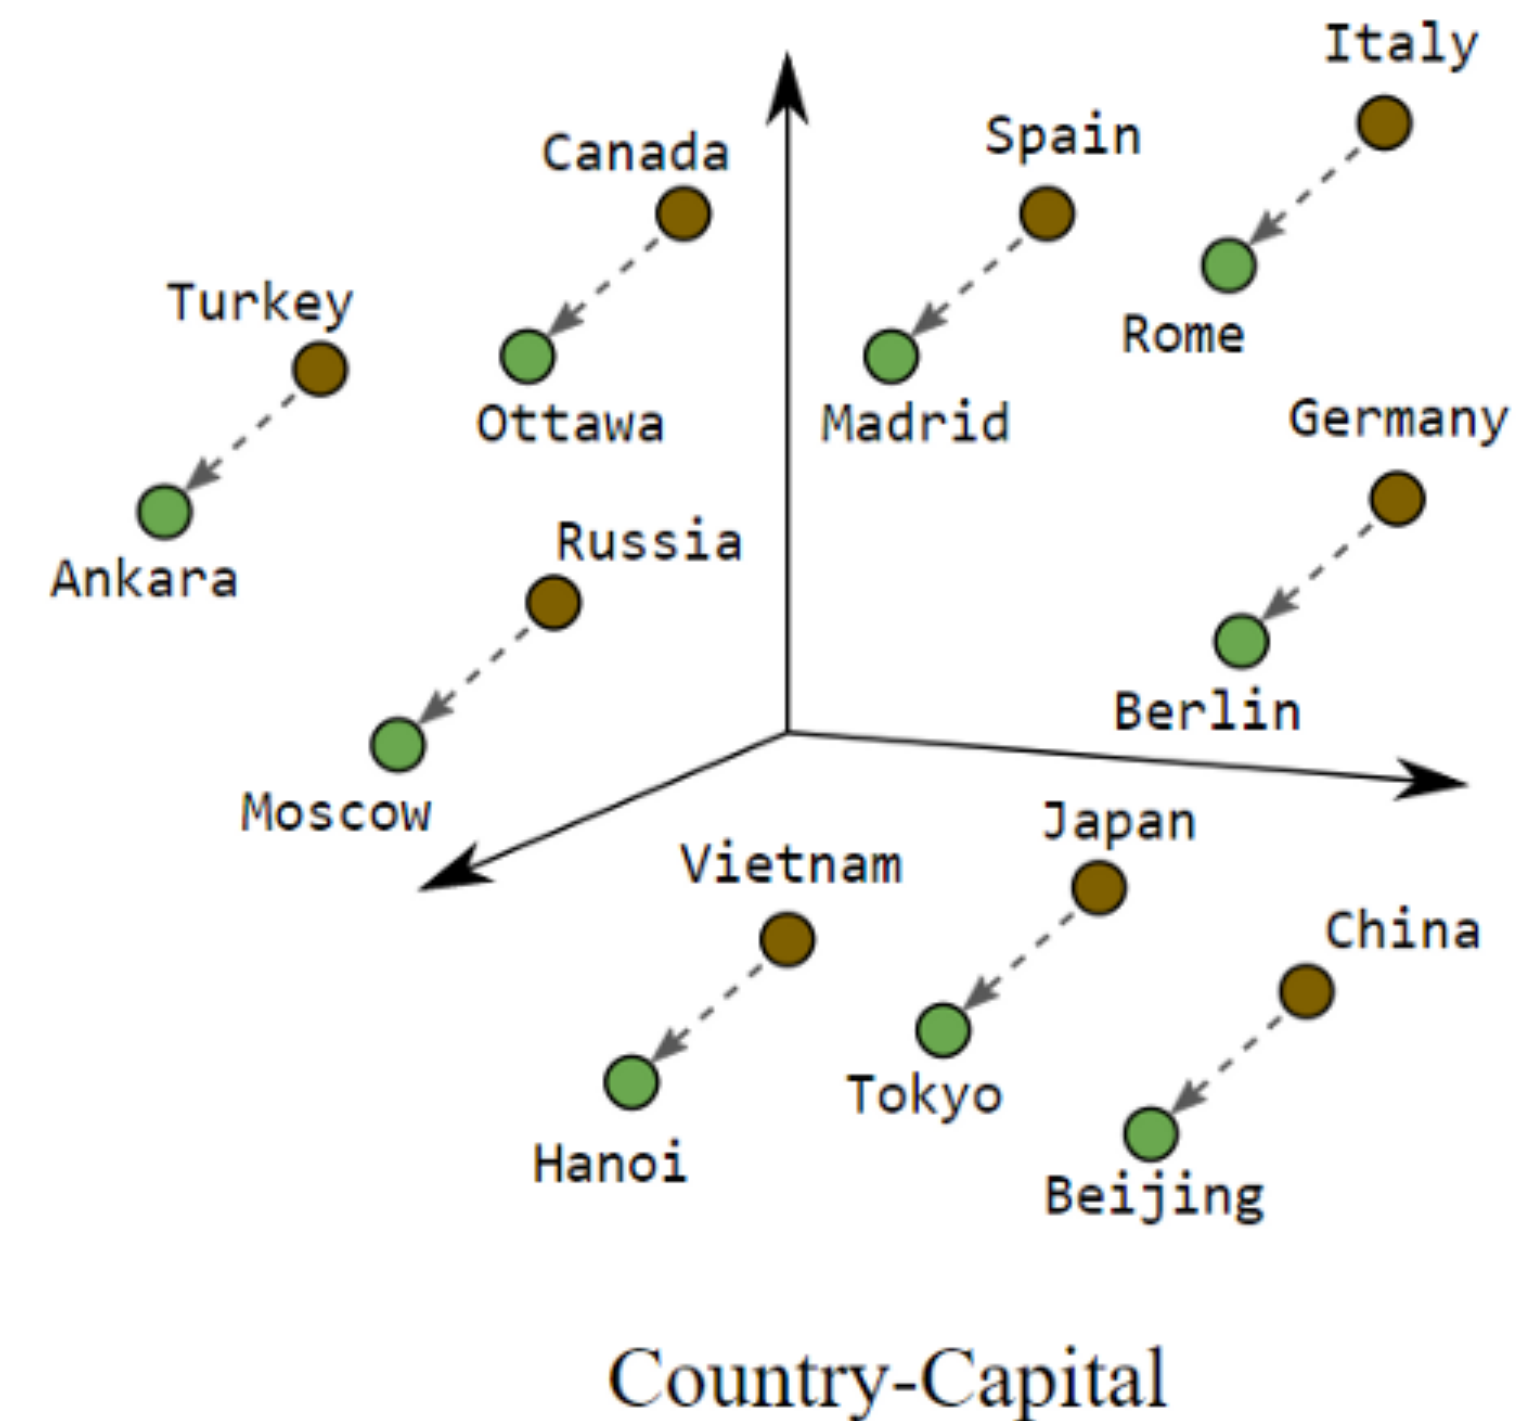 Italy
Spain
Canada
Turkey
Rome
Ottawa
Madrid
Germany
Russia
Ankara
Berlin
Moscow
Japan
Vietnam
China
Tokyo
Hanoi
Beijing
Country-Capital